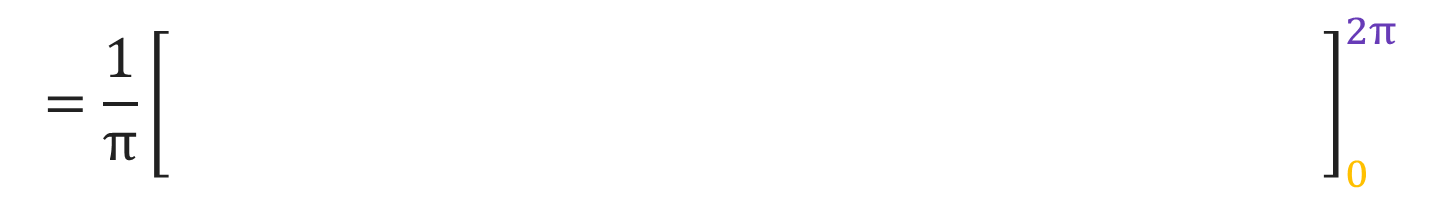 = 1/π [ ]₀^2π